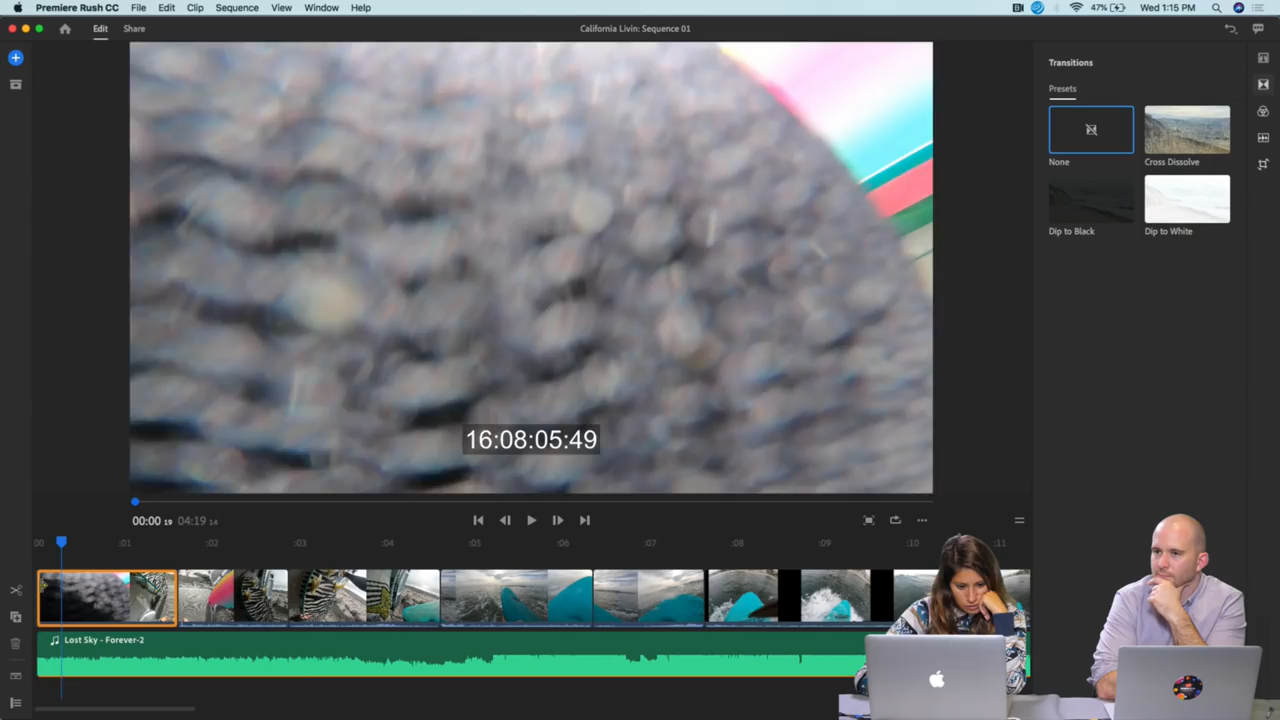 Premiere Rush CC File Edit Clip Sequence View Window Help 47% Wed 1:15 PM
Edit Share California Livin: Sequence 01
Transitions
Presets
None Cross Dissolve
Dip to Black Dip to White
16:08:05:49
00:00 19 04:19 14
:00 :01 :02 :03 :04 :05 :06 :07 :08 :09 :10 :11
Lost Sky - Forever-2